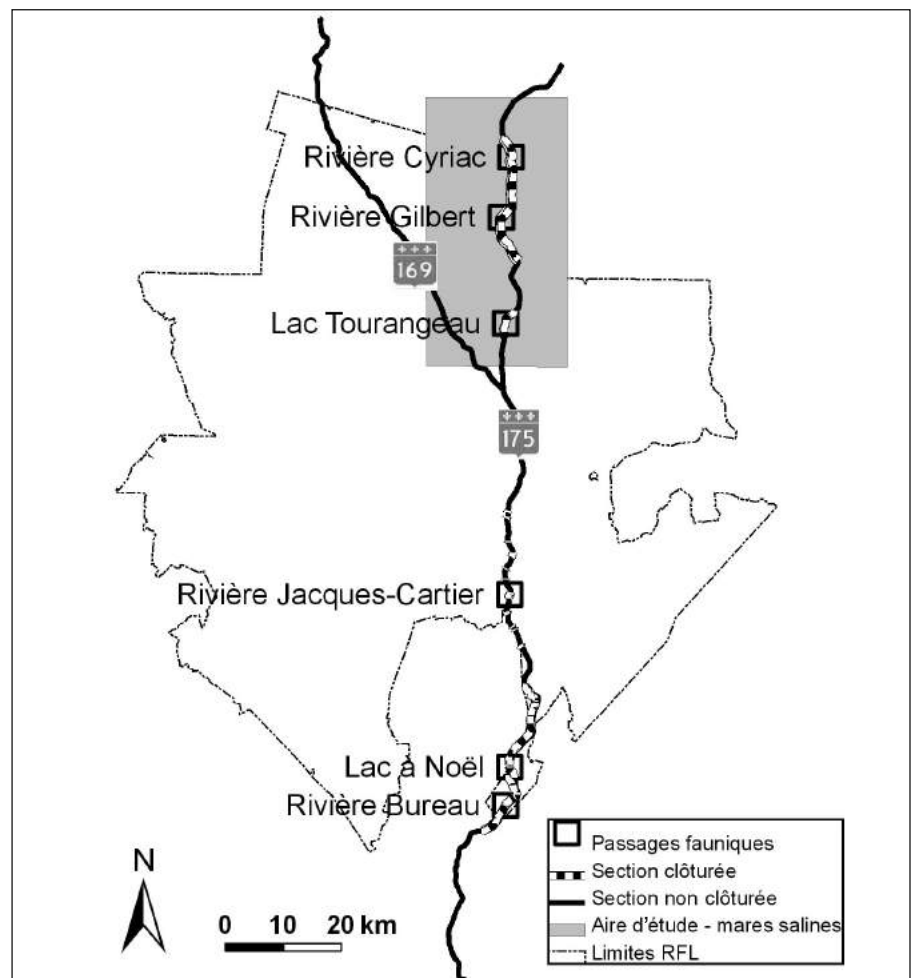 Rivière Cyriac
Rivière Gilbert
169
Lac Tourangeau
175
Rivière Jacques-Cartier
Lac à Noël
Rivière Bureau
N
0 10 20 km
Passages fauniques
Section clôturée
Section non clôturée
Aire d'étude - mares salines
Limites RFL